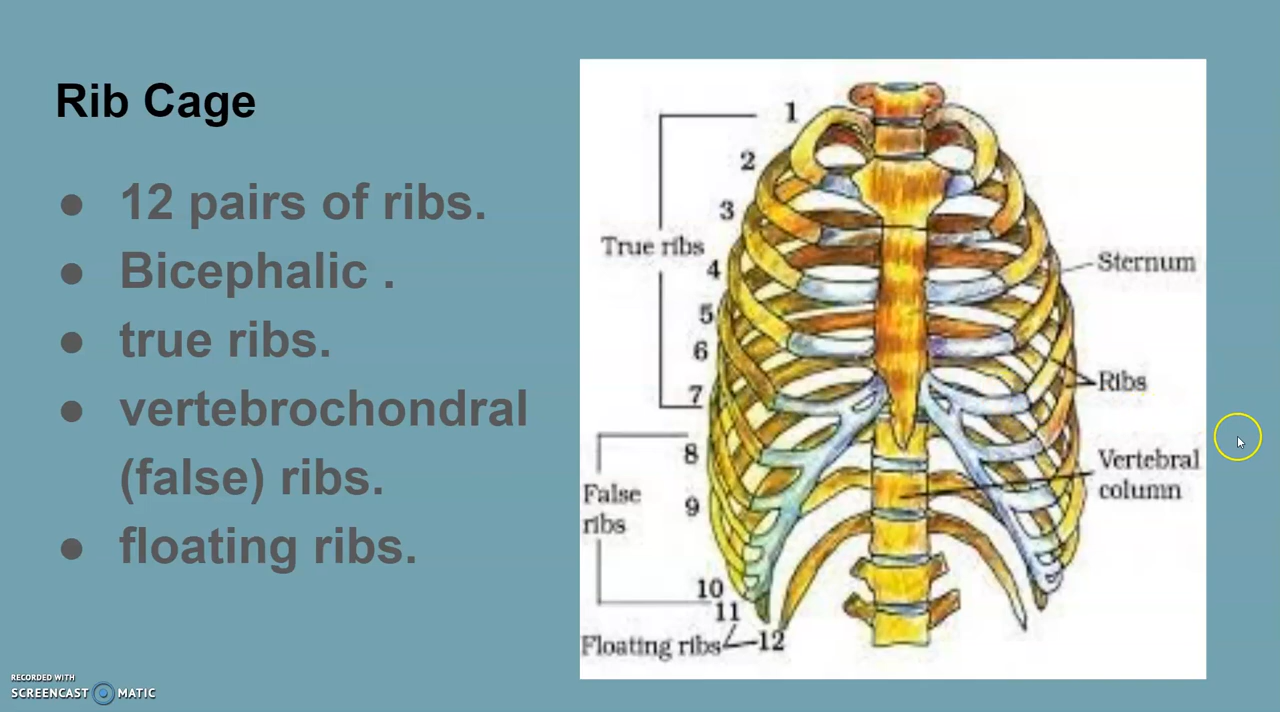 Rib Cage
● 12 pairs of ribs.
● Bicephalic .
● true ribs.
● vertebrochondral
(false) ribs.
● floating ribs.
1
2
3
True ribs
4
5
6
7
8
False
ribs
9
10
11
Floating ribs
12
Sternum
Ribs
Vertebral
column
RECORDED WITH
SCREENCAST MATIC